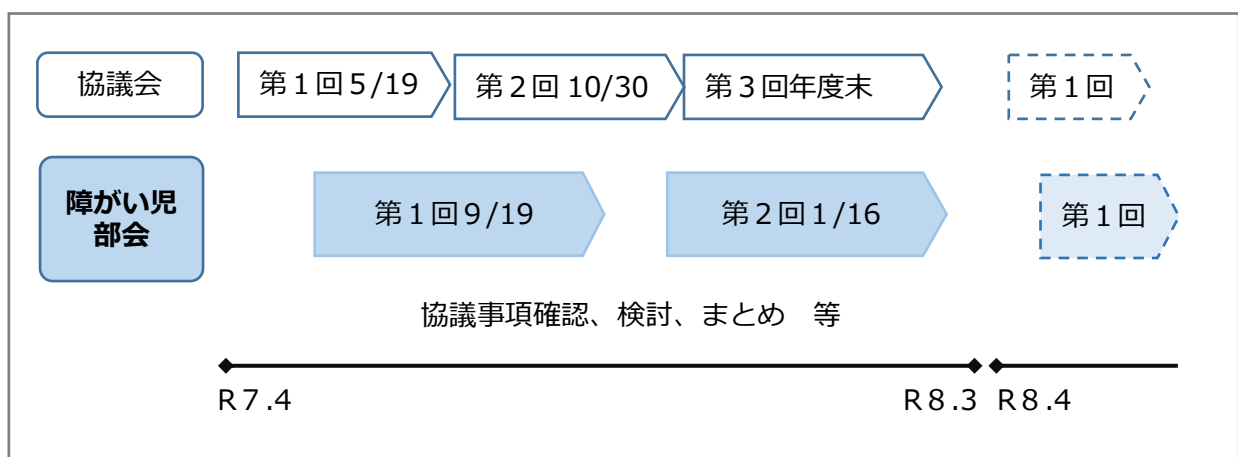 協議会
第１回５/19
第２回 10/30
第３回年度末
第１回
障がい児
部会
第１回９/19
第２回１/16
第１回
協議事項確認、検討、まとめ　等
Ｒ７.４
Ｒ８.３
Ｒ８.４